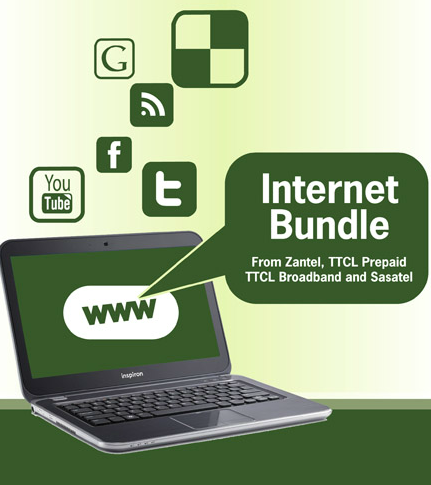 G
f
t
You
Tube
Internet
Bundle
From Zantel, TTCL Prepaid
TTCL Broadband and Sasatel
www
inspiron